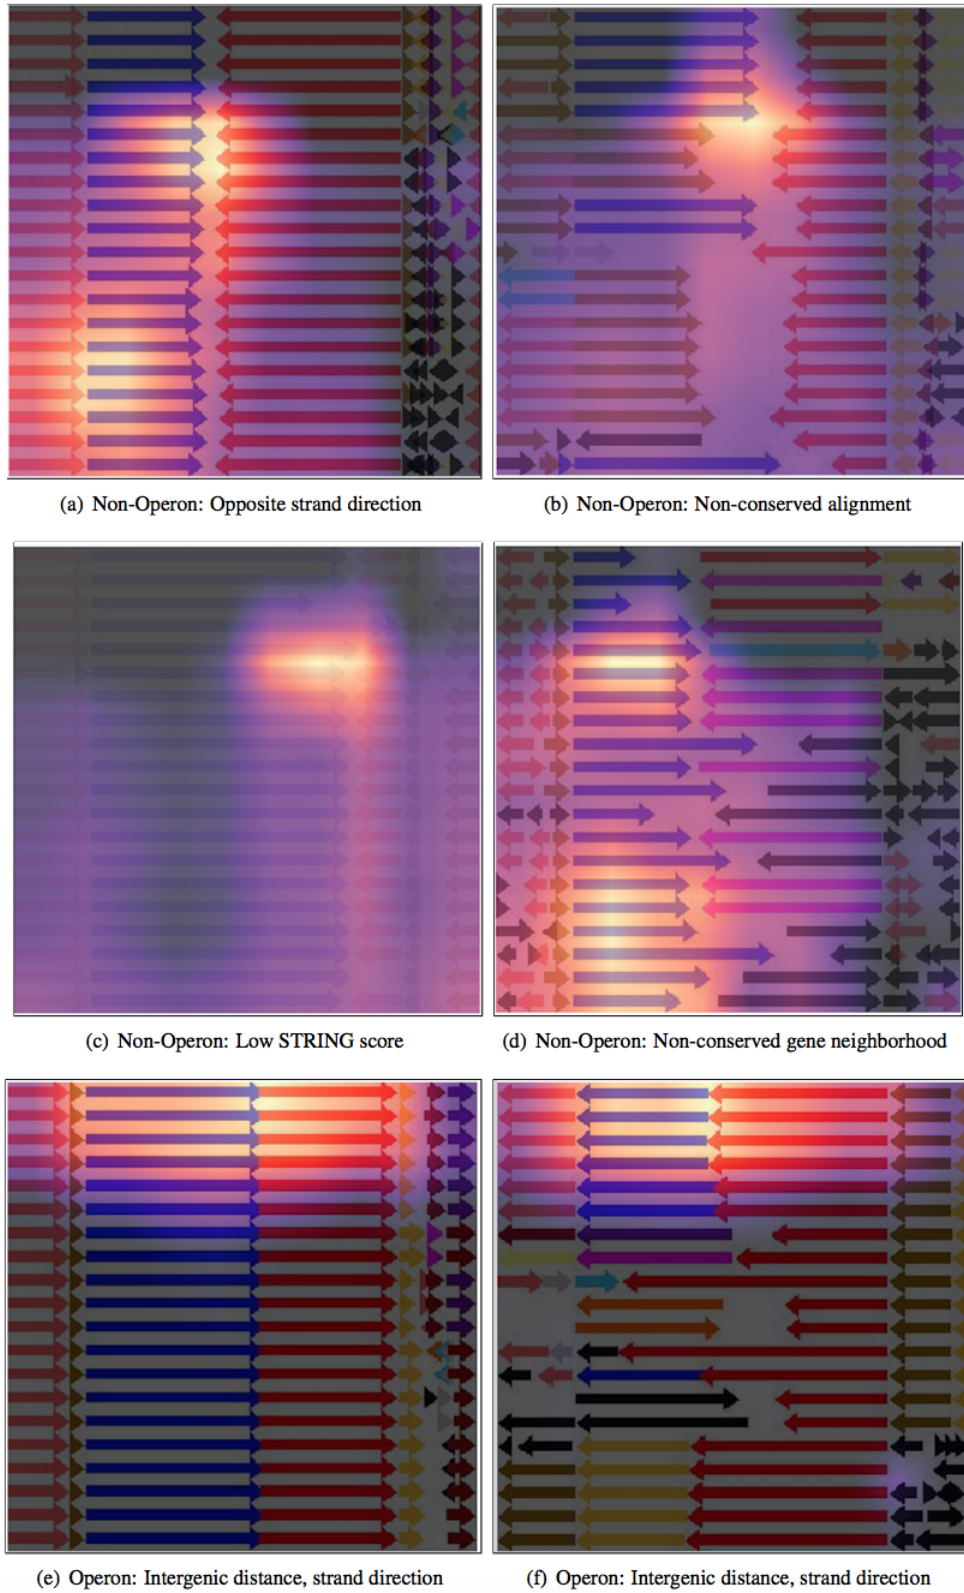 (a) Non-Operon: Opposite strand direction
(b) Non-Operon: Non-conserved alignment
(c) Non-Operon: Low STRING score
(d) Non-Operon: Non-conserved gene neighborhood
(e) Operon: Intergenic distance, strand direction
(f) Operon: Intergenic distance, strand direction